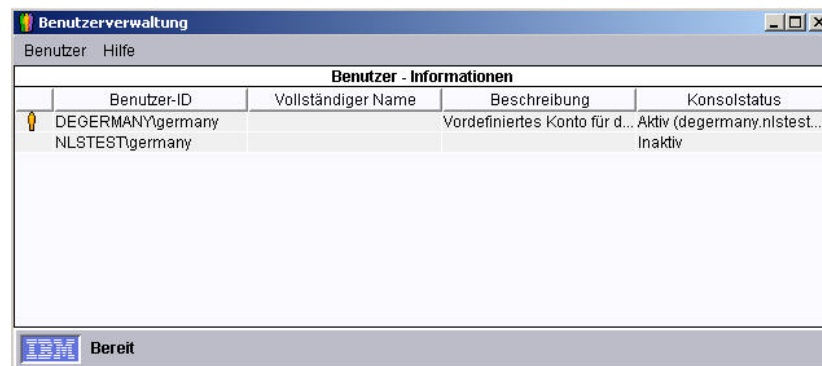 Benutzerverwaltung
Benutzer Hilfe
Benutzer - Informationen
Benutzer-ID Vollständiger Name Beschreibung Konsolstatus
DEGERMANY\germany Vordefiniertes Konto für d... Aktiv (degermany.nlstest...
NLSTEST\germany Inaktiv
IBM Bereit